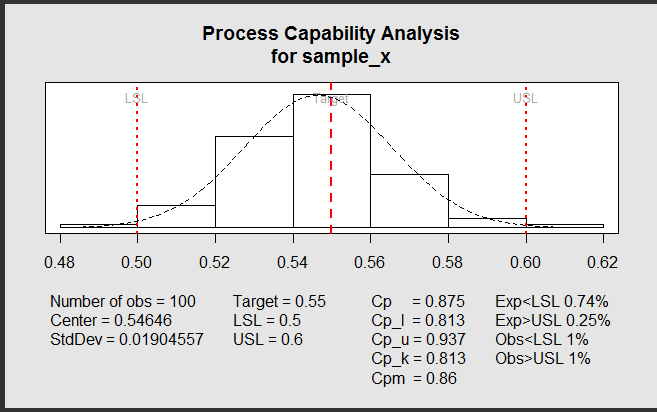 Process Capability Analysis
for sample_x
LSL Target USL
0.48 0.50 0.52 0.54 0.56 0.58 0.60 0.62
Number of obs = 100 Target = 0.55 Cp = 0.875 Exp<LSL 0.74%
Center = 0.54646 LSL = 0.5 Cp_l = 0.813 Exp>USL 0.25%
StdDev = 0.01904557 USL = 0.6 Cp_u = 0.937 Obs<LSL 1%
Cp_k = 0.813 Obs>USL 1%
Cpm = 0.86